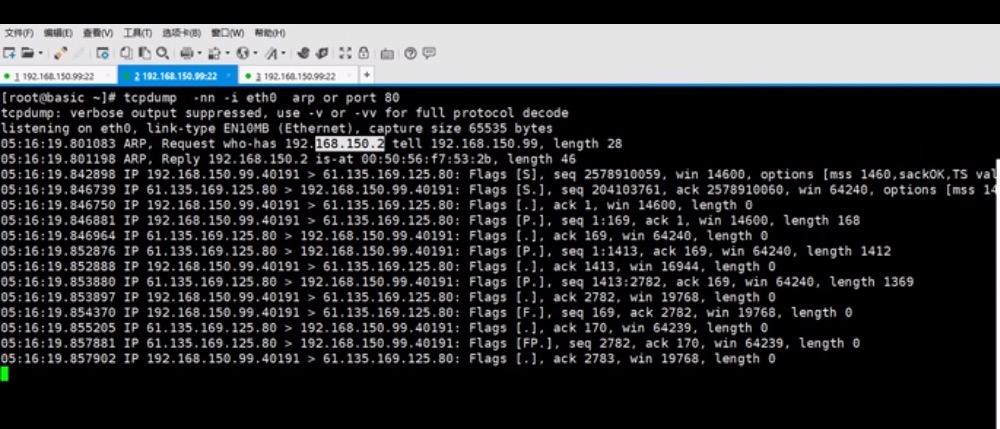 文件(F) 编辑(E) 查看(V) 工具(T) 选项卡(B) 窗口(W) 帮助(H)
1 192.168.150.99:22 2 192.168.150.99:22 3 192.168.150.99:22 +
[root@basic ~]# tcpdump -nn -i eth0 arp or port 80
tcpdump: verbose output suppressed, use -v or -vv for full protocol decode
listening on eth0, link-type EN10MB (Ethernet), capture size 65535 bytes
05:16:19.801083 ARP, Request who-has 192.168.150.2 tell 192.168.150.99, length 28
05:16:19.801198 ARP, Reply 192.168.150.2 is-at 00:50:56:f7:53:2b, length 46
05:16:19.842898 IP 192.168.150.99.40191 > 61.135.169.125.80: Flags [S], seq 2578910059, win 14600, options [mss 1460,sackOK,TS val
05:16:19.846739 IP 61.135.169.125.80 > 192.168.150.99.40191: Flags [S.], seq 204103761, ack 2578910060, win 64240, options [mss 14
05:16:19.846750 IP 192.168.150.99.40191 > 61.135.169.125.80: Flags [.], ack 1, win 14600, length 0
05:16:19.846881 IP 192.168.150.99.40191 > 61.135.169.125.80: Flags [P.], seq 1:169, ack 1, win 14600, length 168
05:16:19.846964 IP 61.135.169.125.80 > 192.168.150.99.40191: Flags [.], ack 169, win 64240, length 0
05:16:19.852876 IP 61.135.169.125.80 > 192.168.150.99.40191: Flags [P.], seq 1:1413, ack 169, win 64240, length 1412
05:16:19.852888 IP 192.168.150.99.40191 > 61.135.169.125.80: Flags [.], ack 1413, win 16944, length 0
05:16:19.853880 IP 61.135.169.125.80 > 192.168.150.99.40191: Flags [P.], seq 1413:2782, ack 169, win 64240, length 1369
05:16:19.853897 IP 192.168.150.99.40191 > 61.135.169.125.80: Flags [.], ack 2782, win 19768, length 0
05:16:19.854370 IP 192.168.150.99.40191 > 61.135.169.125.80: Flags [F.], seq 169, ack 2782, win 19768, length 0
05:16:19.855205 IP 61.135.169.125.80 > 192.168.150.99.40191: Flags [.], ack 170, win 64239, length 0
05:16:19.857881 IP 61.135.169.125.80 > 192.168.150.99.40191: Flags [FP.], seq 2782, ack 170, win 64239, length 0
05:16:19.857902 IP 192.168.150.99.40191 > 61.135.169.125.80: Flags [.], ack 2783, win 19768, length 0